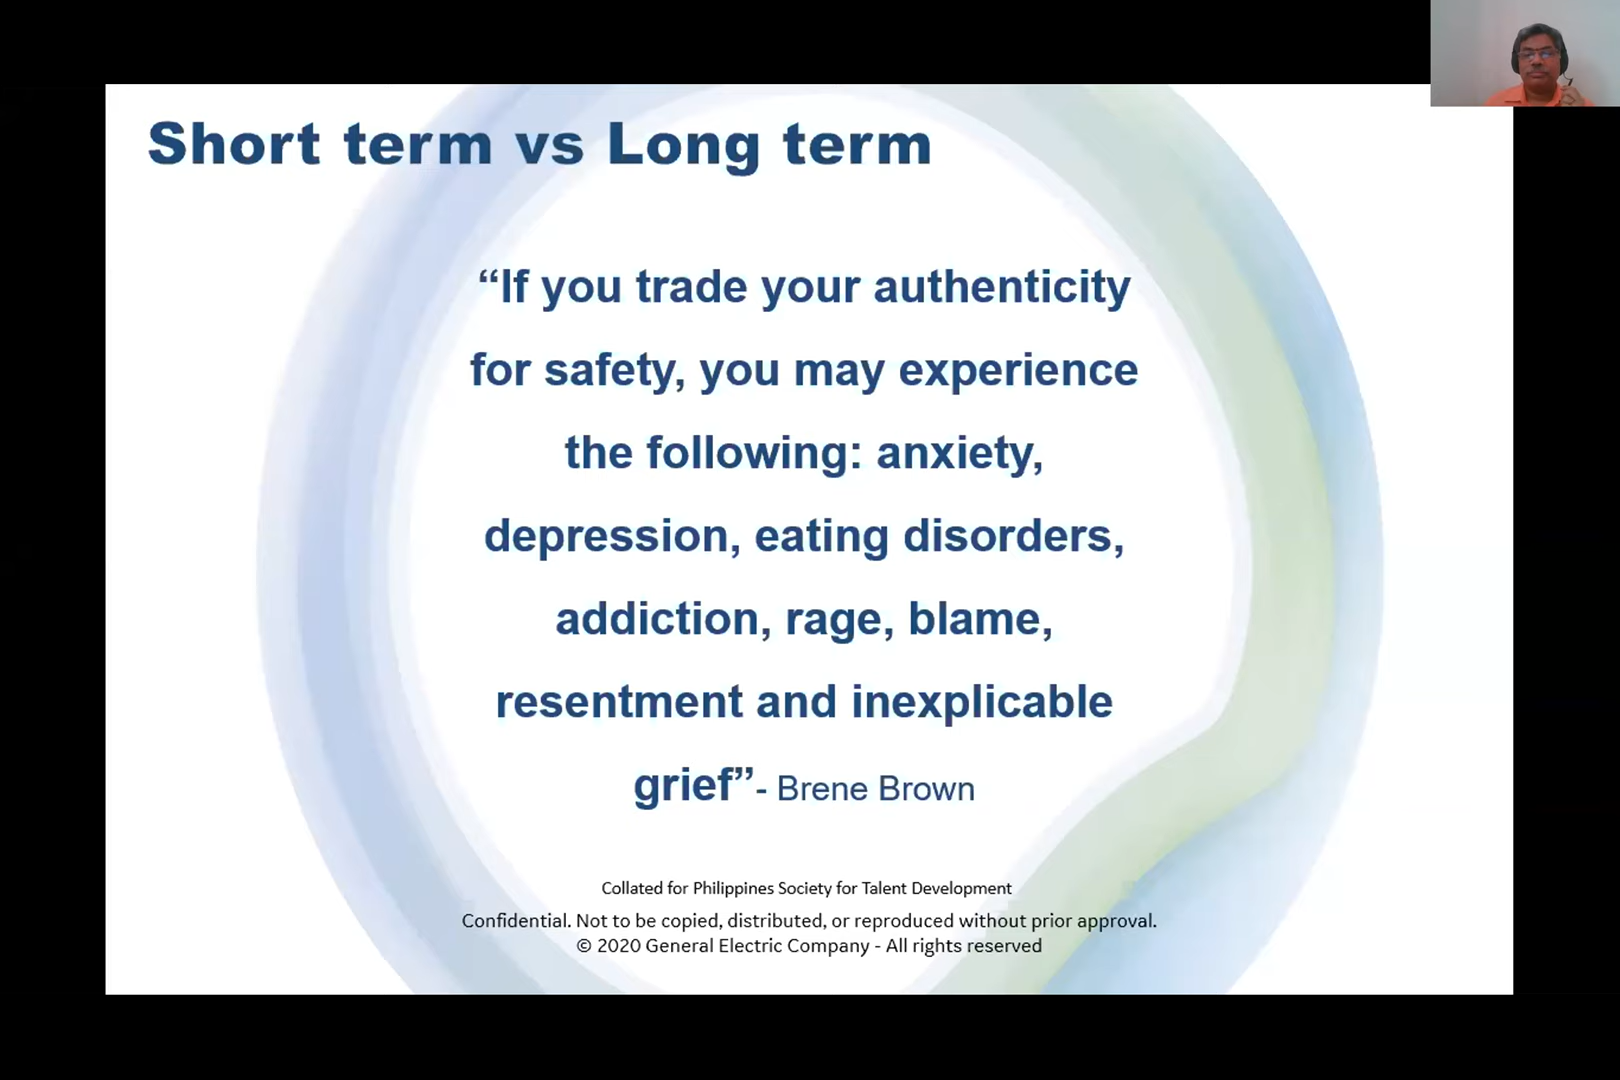 Short term vs Long term
“If you trade your authenticity
for safety, you may experience
the following: anxiety,
depression, eating disorders,
addiction, rage, blame,
resentment and inexplicable
grief”- Brene Brown
Collated for Philippines Society for Talent Development
Confidential. Not to be copied, distributed, or reproduced without prior approval.
© 2020 General Electric Company - All rights reserved